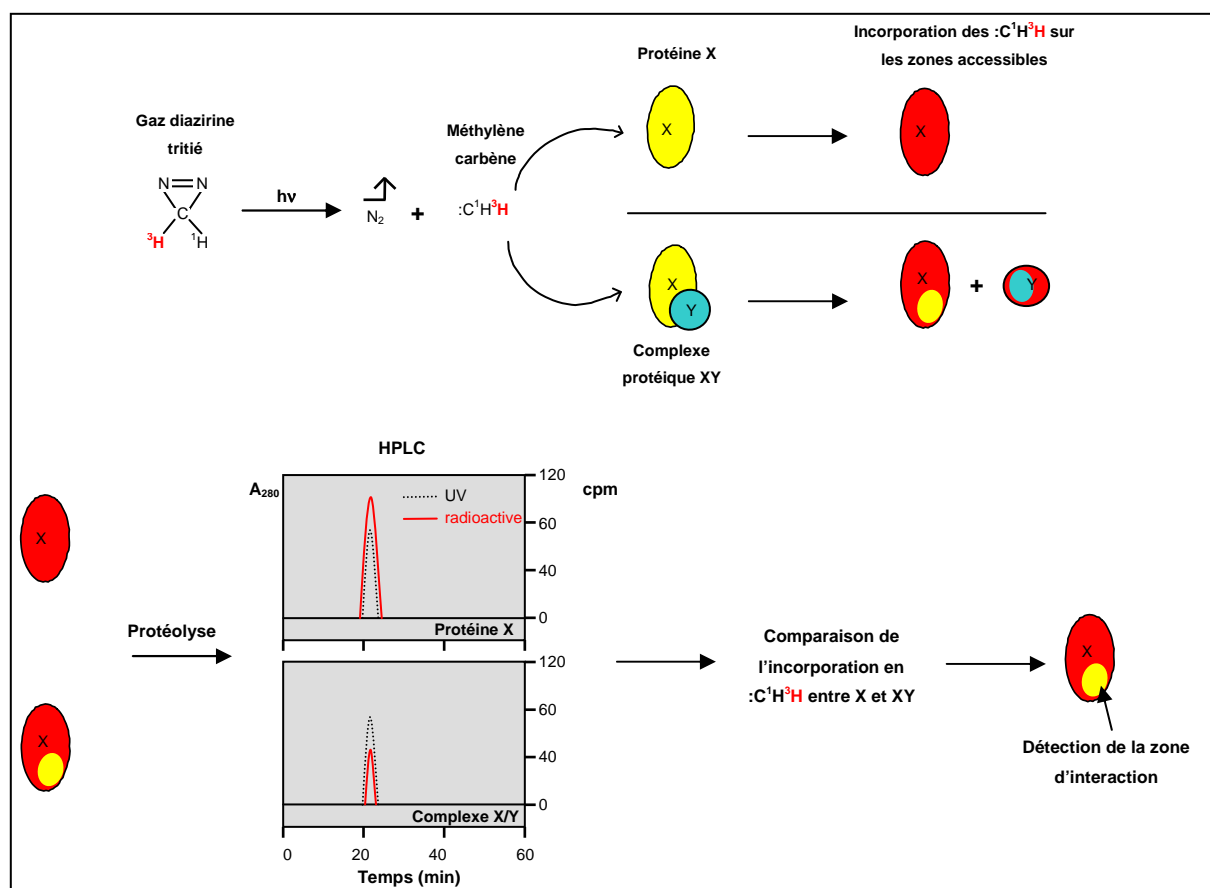 Gaz diazirine
tritié
N=N
C
³H ¹H
hν
N₂
+
Méthylène
carbène
:C¹H³H
Protéine X
X
Incorporation des :C¹H³H sur
les zones accessibles
X
X
Y
Complexe
protéique XY
X
+
Y
X
X
Protéolyse
HPLC
A₂₈₀
cpm
UV
radioactive
120
60
40
0
Protéine X
120
60
40
0
Complexe X/Y
0 20 40 60
Temps (min)
Comparaison de
l'incorporation en
:C¹H³H entre X et XY
X
Détection de la zone
d'interaction